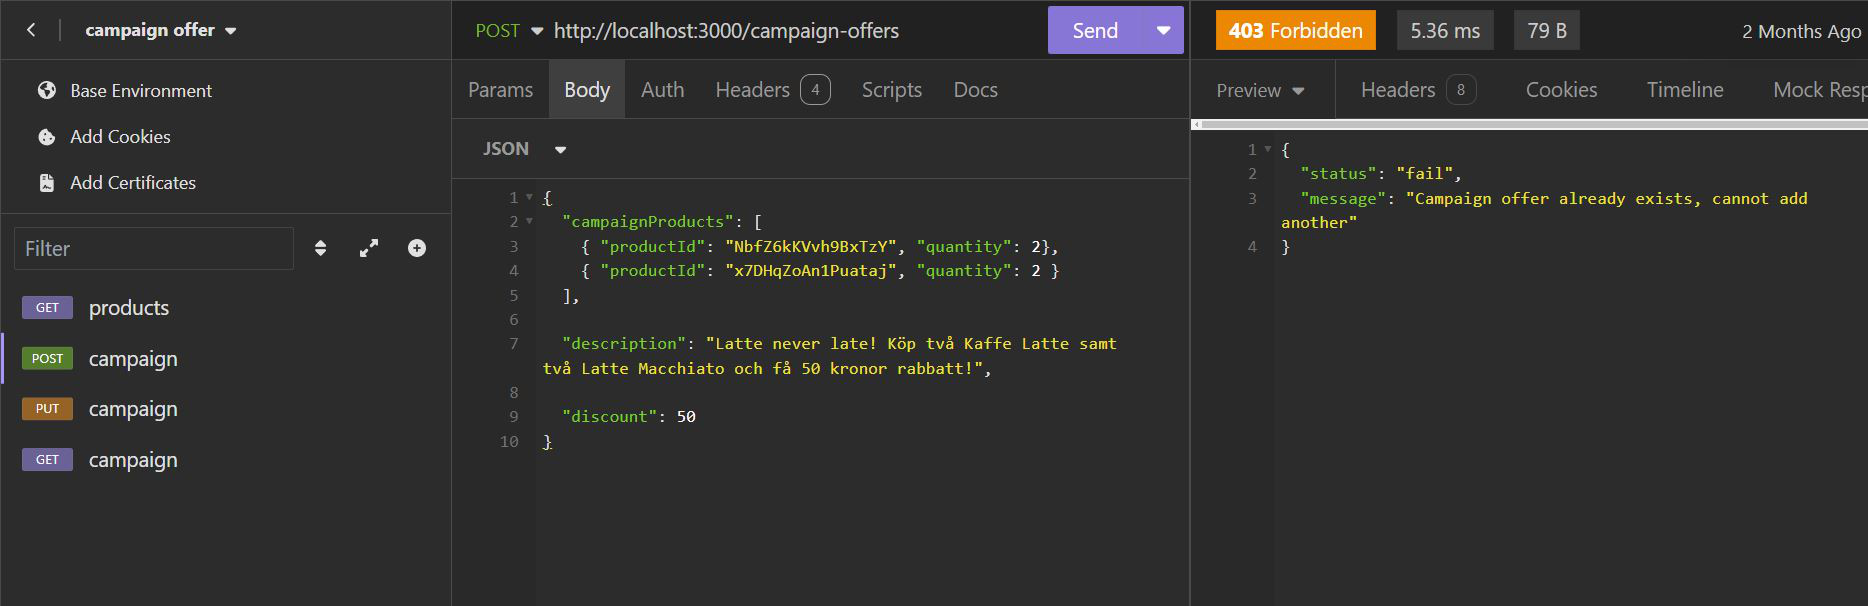 campaign offer
Base Environment
Add Cookies
Add Certificates
Filter
GET products
POST campaign
PUT campaign
GET campaign
POST http://localhost:3000/campaign-offers Send
Params Body Auth Headers 4 Scripts Docs
JSON
1 {
2 "campaignProducts": [
3 { "productId": "NbfZ6kKVvh9BxTzY", "quantity": 2},
4 { "productId": "x7DHqZoAn1Puataj", "quantity": 2 }
5 ],
6
7 "description": "Latte never late! Köp två Kaffe Latte samt
två Latte Macchiato och få 50 kronor rabbatt!",
8
9 "discount": 50
10 }
403 Forbidden 5.36 ms 79 B 2 Months Ago
Preview Headers 8 Cookies Timeline Mock Resp
1 {
2 "status": "fail",
3 "message": "Campaign offer already exists, cannot add
another"
4 }